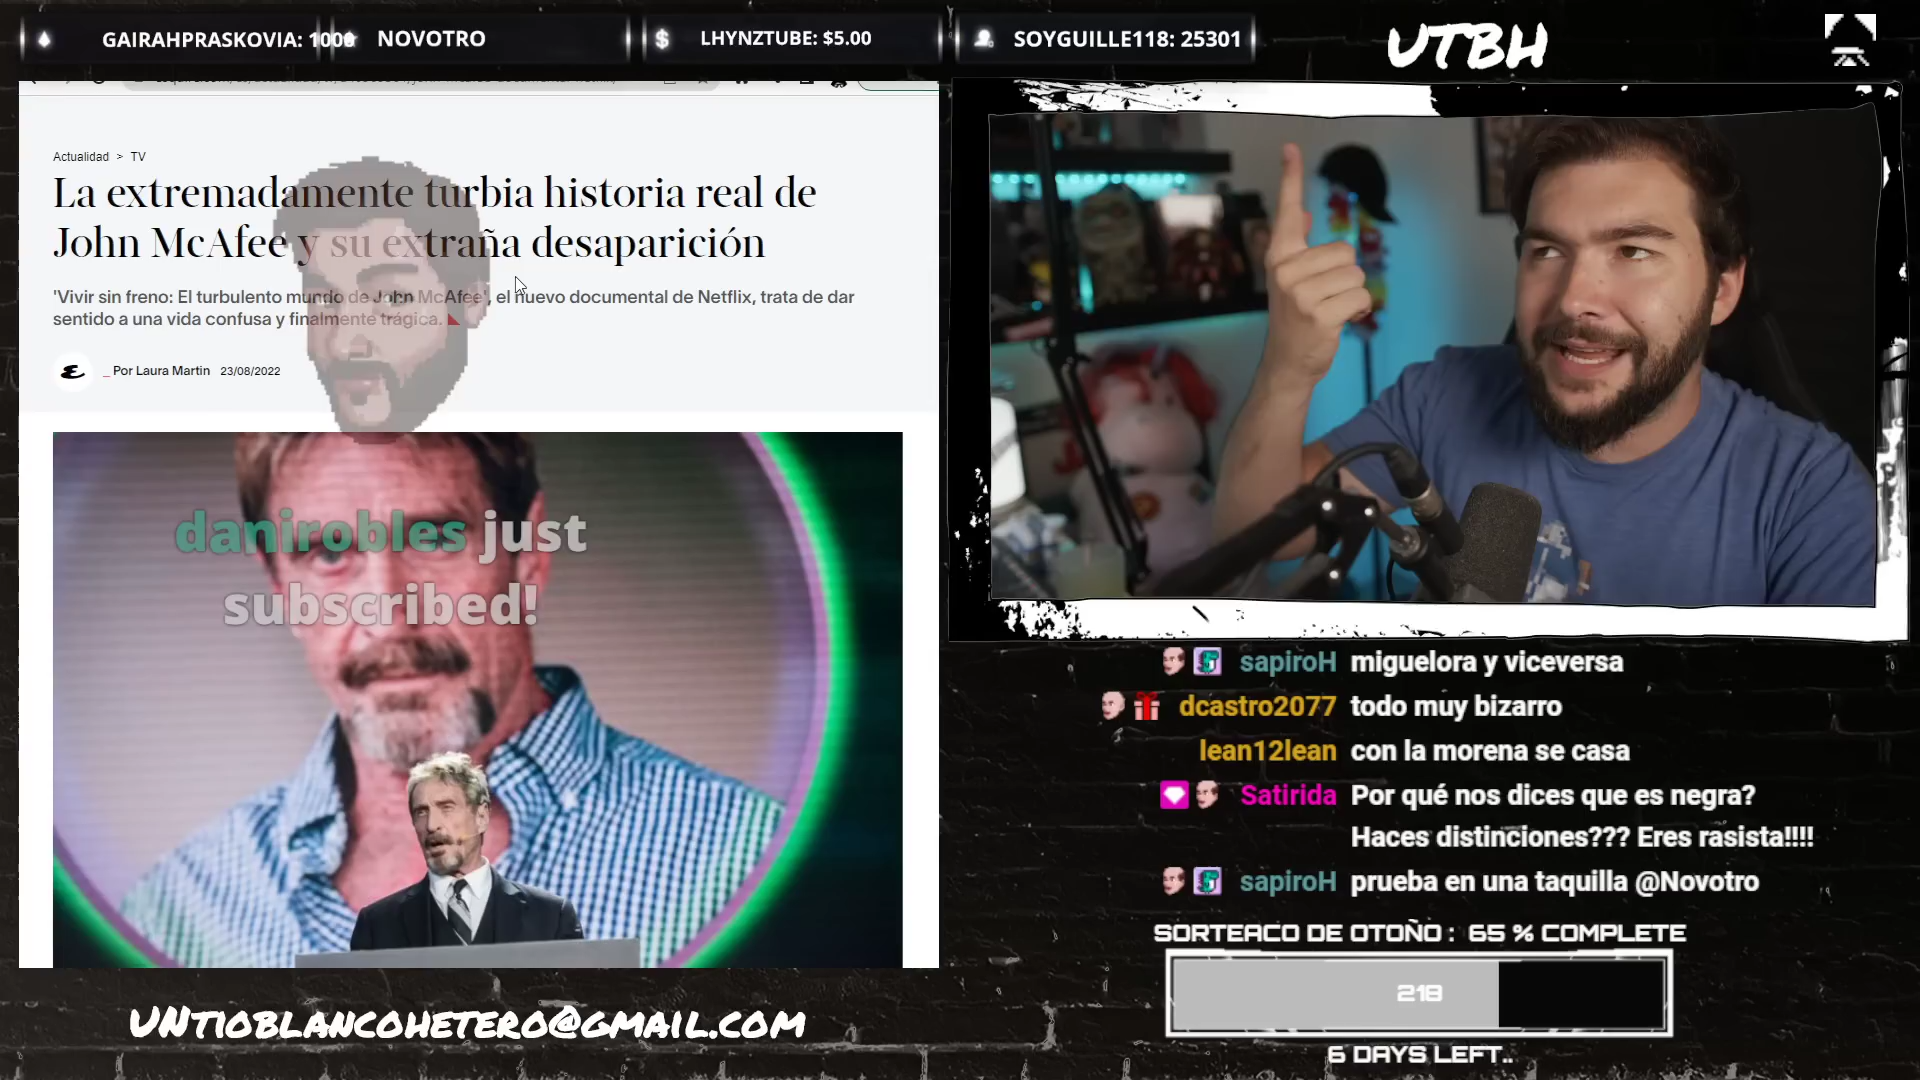 GAIRAHPRASKOVIA: 1000
NOVOTRO
LHYNZTUBE: $5.00
SOYGUILLE118: 25301
UTBH
Actualidad > TV
La extremadamente turbia historia real de
John McAfee y su extraña desaparición
'Vivir sin freno: El turbulento mundo de John McAfee', el nuevo documental de Netflix, trata de dar
sentido a una vida confusa y finalmente trágica.
_ Por Laura Martin 23/08/2022
danirobles just
subscribed!
sapiroH miguelora y viceversa
dcastro2077 todo muy bizarro
lean12lean con la morena se casa
Satirida Por qué nos dices que es negra?
Haces distinciones??? Eres rasista!!!!
sapiroH prueba en una taquilla @Novotro
SORTEACO DE OTOÑO : 65 % COMPLETE
218
6 DAYS LEFT..
UNTIOBLANCOHETERO@GMAIL.COM